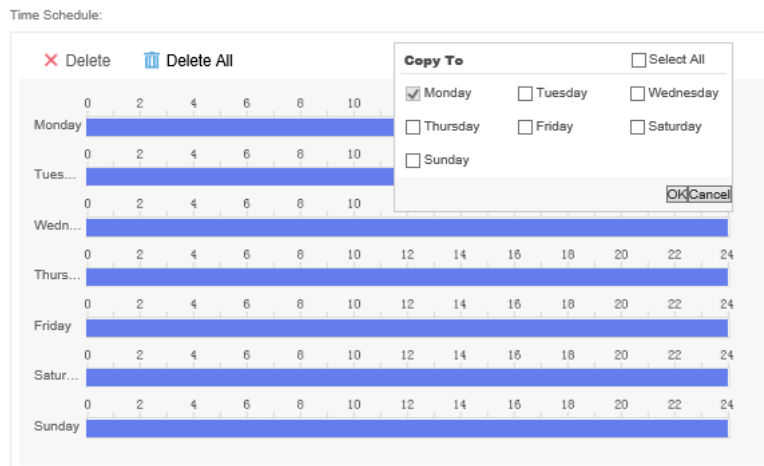 Time Schedule:
Delete Delete All
Copy To Select All
Monday Tuesday Wednesday
Thursday Friday Saturday
Sunday
OK Cancel
0 2 4 6 8 10
Monday
0 2 4 6 8 10
Tues...
0 2 4 6 8 10
Wedn...
0 2 4 6 8 10 12 14 16 18 20 22 24
Thurs...
0 2 4 6 8 10 12 14 16 18 20 22 24
Friday
0 2 4 6 8 10 12 14 16 18 20 22 24
Satur...
0 2 4 6 8 10 12 14 16 18 20 22 24
Sunday